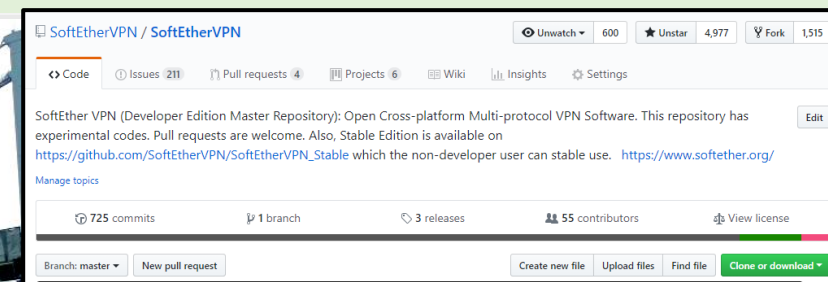 SoftEtherVPN / SoftEtherVPN
Unwatch 600 Unstar 4,977 Fork 1,515
Code Issues 211 Pull requests 4 Projects 6 Wiki Insights Settings
SoftEther VPN (Developer Edition Master Repository): Open Cross-platform Multi-protocol VPN Software. This repository has
experimental codes. Pull requests are welcome. Also, Stable Edition is available on
https://github.com/SoftEtherVPN/SoftEtherVPN_Stable which the non-developer user can stable use. https://www.softether.org/
Edit
Manage topics
725 commits 1 branch 3 releases 55 contributors View license
Branch: master New pull request Create new file Upload files Find file Clone or download